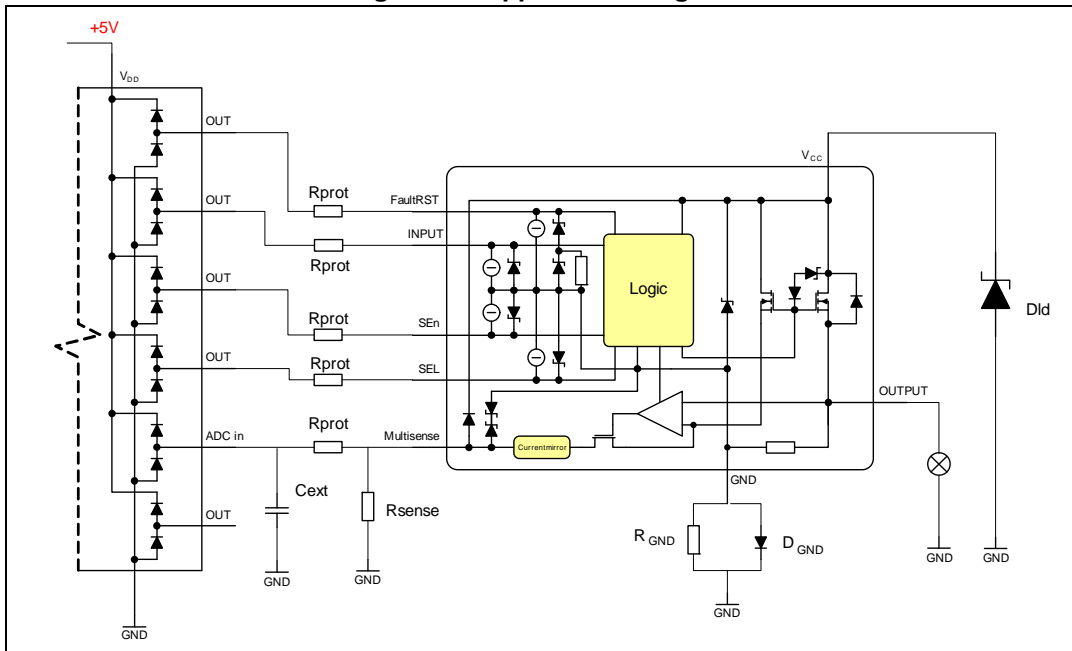 +5V
VDD
OUT
VCC
OUT
Rprot
FaultRST
INPUT
Rprot
OUT
Logic
Dld
Rprot
SEn
OUT
Rprot
SEL
OUTPUT
ADC in
Rprot
Multisense
Currentmirror
GND
Cext
Rsense
OUT
RGND
DGND
GND
GND
GND
GND
GND
GND